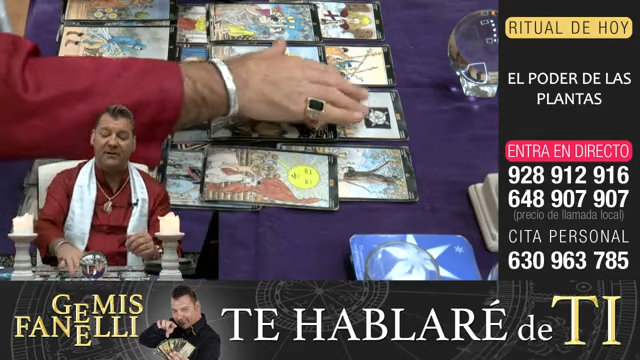 RITUAL DE HOY
EL PODER DE LAS
PLANTAS
ENTRA EN DIRECTO
928 912 916
648 907 907
(precio de llamada local)
CITA PERSONAL
630 963 785
GEMIS
FANELLI
TE HABLARÉ de TI